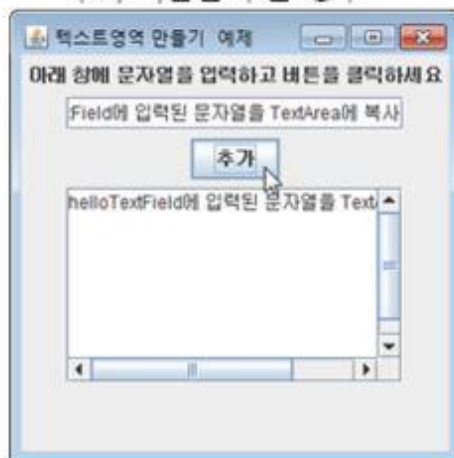 텍스트영역 만들기 예제
아래 창에 문자열을 입력하고 버튼을 클릭하세요
Field에 입력된 문자열을 TextArea에 복사
추가
helloTextField에 입력된 문자열을 Text